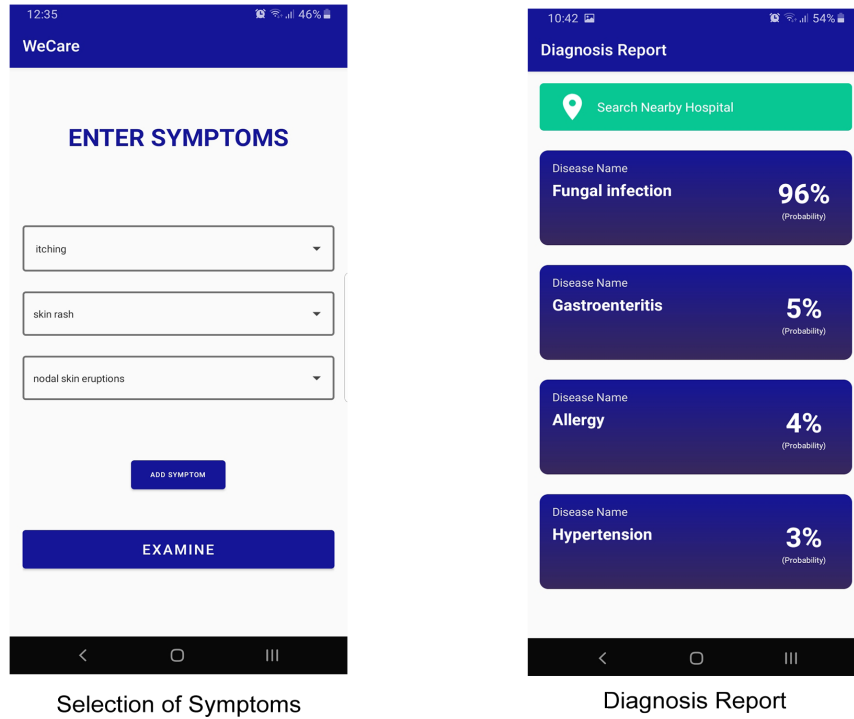 12:35 46%
WeCare
ENTER SYMPTOMS
itching
skin rash
nodal skin eruptions
ADD SYMPTOM
EXAMINE
Selection of Symptoms
10:42 54%
Diagnosis Report
Search Nearby Hospital
Disease Name
Fungal infection
96%
(Probability)
Disease Name
Gastroenteritis
5%
(Probability)
Disease Name
Allergy
4%
(Probability)
Disease Name
Hypertension
3%
(Probability)
Diagnosis Report